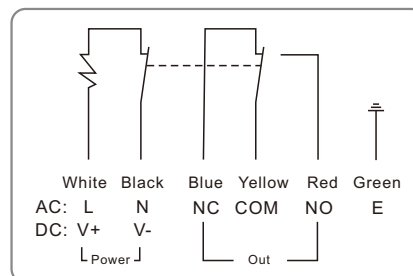 White Black Blue Yellow Red Green
AC: L N NC COM NO E
DC: V+ V-
Power Out